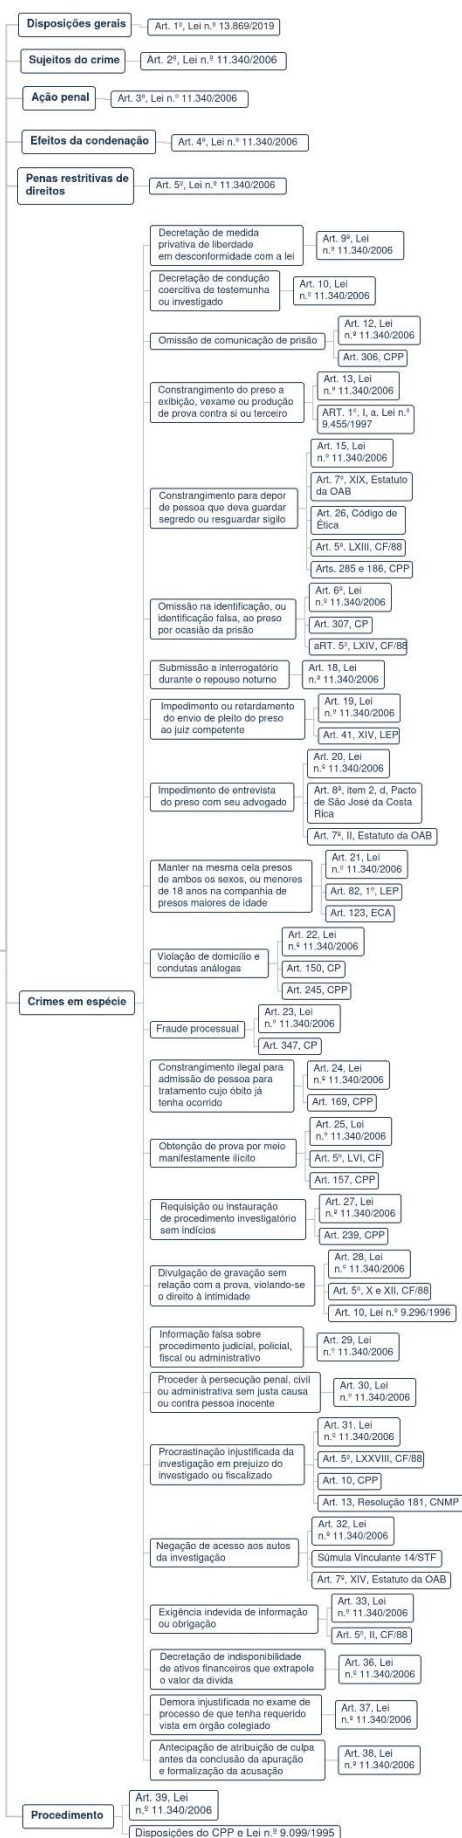 Disposições gerais
Art. 1º, Lei n.º 13.869/2019
Sujeitos do crime
Art. 2º, Lei n.º 11.340/2006
Ação penal
Art. 3º, Lei n.º 11.340/2006
Efeitos da condenação
Art. 4º, Lei n.º 11.340/2006
Penas restritivas de
direitos
Art. 5º, Lei n.º 11.340/2006
Crimes em espécie
Decretação de medida
privativa de liberdade
em desconformidade com a lei
Art. 9º, Lei
n.º 11.340/2006
Decretação de condução
coercitiva de testemunha
ou investigado
Art. 10, Lei
n.º 11.340/2006
Omissão de comunicação de prisão
Art. 12, Lei
n.º 11.340/2006
Art. 306, CPP
Constrangimento do preso a
exibição, vexame ou produção
de prova contra si ou terceiro
Art. 13, Lei
n.º 11.340/2006
ART. 1º, I, a. Lei n.º
9.455/1997
Constrangimento para depor
de pessoa que deva guardar
segredo ou resguardar sigilo
Art. 15, Lei
n.º 11.340/2006
Art. 7º, XIX, Estatuto
da OAB
Art. 26, Código de
Ética
Art. 5º. LXIII, CF/88
Arts. 285 e 186, CPP
Omissão na identificação, ou
identificação falsa, ao preso
por ocasião da prisão
Art. 6º, Lei
n.º 11.340/2006
Art. 307, CP
aRT. 5º, LXIV, CF/88
Submissão a interrogatório
durante o repouso noturno
Art. 18, Lei
n.º 11.340/2006
Impedimento ou retardamento
do envio de pleito do preso
ao juiz competente
Art. 19, Lei
n.º 11.340/2006
Art. 41, XIV, LEP
Impedimento de entrevista
do preso com seu advogado
Art. 20, Lei
n.º 11.340/2006
Art. 8º, item 2, d, Pacto
de São José da Costa
Rica
Art. 7º, II, Estatuto da OAB
Manter na mesma cela presos
de ambos os sexos, ou menores
de 18 anos na companhia de
presos maiores de idade
Art. 21, Lei
n.º 11.340/2006
Art. 82, 1º, LEP
Art. 123, ECA
Violação de domicílio e
condutas análogas
Art. 22, Lei
n.º 11.340/2006
Art. 150, CP
Art. 245, CPP
Fraude processual
Art. 23, Lei
n.º 11.340/2006
Art. 347, CP
Constrangimento ilegal para
admissão de pessoa para
tratamento cujo óbito já
tenha ocorrido
Art. 24, Lei
n.º 11.340/2006
Art. 169, CPP
Obtenção de prova por meio
manifestamente ilícito
Art. 25, Lei
n.º 11.340/2006
Art. 5º, LVI, CF
Art. 157, CPP
Requisição ou instauração
de procedimento investigatório
sem indícios
Art. 27, Lei
n.º 11.340/2006
Art. 239, CPP
Divulgação de gravação sem
relação com a prova, violando-se
o direito à intimidade
Art. 28, Lei
n.º 11.340/2006
Art. 5º, X e XII, CF/88
Art. 10, Lei n.º 9.296/1996
Informação falsa sobre
procedimento judicial, policial,
fiscal ou administrativo
Art. 29, Lei
n.º 11.340/2006
Proceder à persecução penal, civil
ou administrativa sem justa causa
ou contra pessoa inocente
Art. 30, Lei
n.º 11.340/2006
Procrastinação injustificada da
investigação em prejuízo do
investigado ou fiscalizado
Art. 31, Lei
n.º 11.340/2006
Art. 5º, LXXVIII, CF/88
Art. 10, CPP
Art. 13, Resolução 181, CNMP
Negação de acesso aos autos
da investigação
Art. 32, Lei
n.º 11.340/2006
Súmula Vinculante 14/STF
Art. 7º, XIV, Estatuto da OAB
Exigência indevida de informação
ou obrigação
Art. 33, Lei
n.º 11.340/2006
Art. 5º, II, CF/88
Decretação de indisponibilidade
de ativos financeiros que extrapole
o valor da dívida
Art. 36, Lei
n.º 11.340/2006
Demora injustificada no exame de
processo de que tenha requerido
vista em órgão colegiado
Art. 37, Lei
n.º 11.340/2006
Antecipação de atribuição de culpa
antes da conclusão da apuração
e formalização da acusação
Art. 38, Lei
n.º 11.340/2006
Procedimento
Art. 39, Lei
n.º 11.340/2006
Disposições do CPP e Lei n.º 9.099/1995